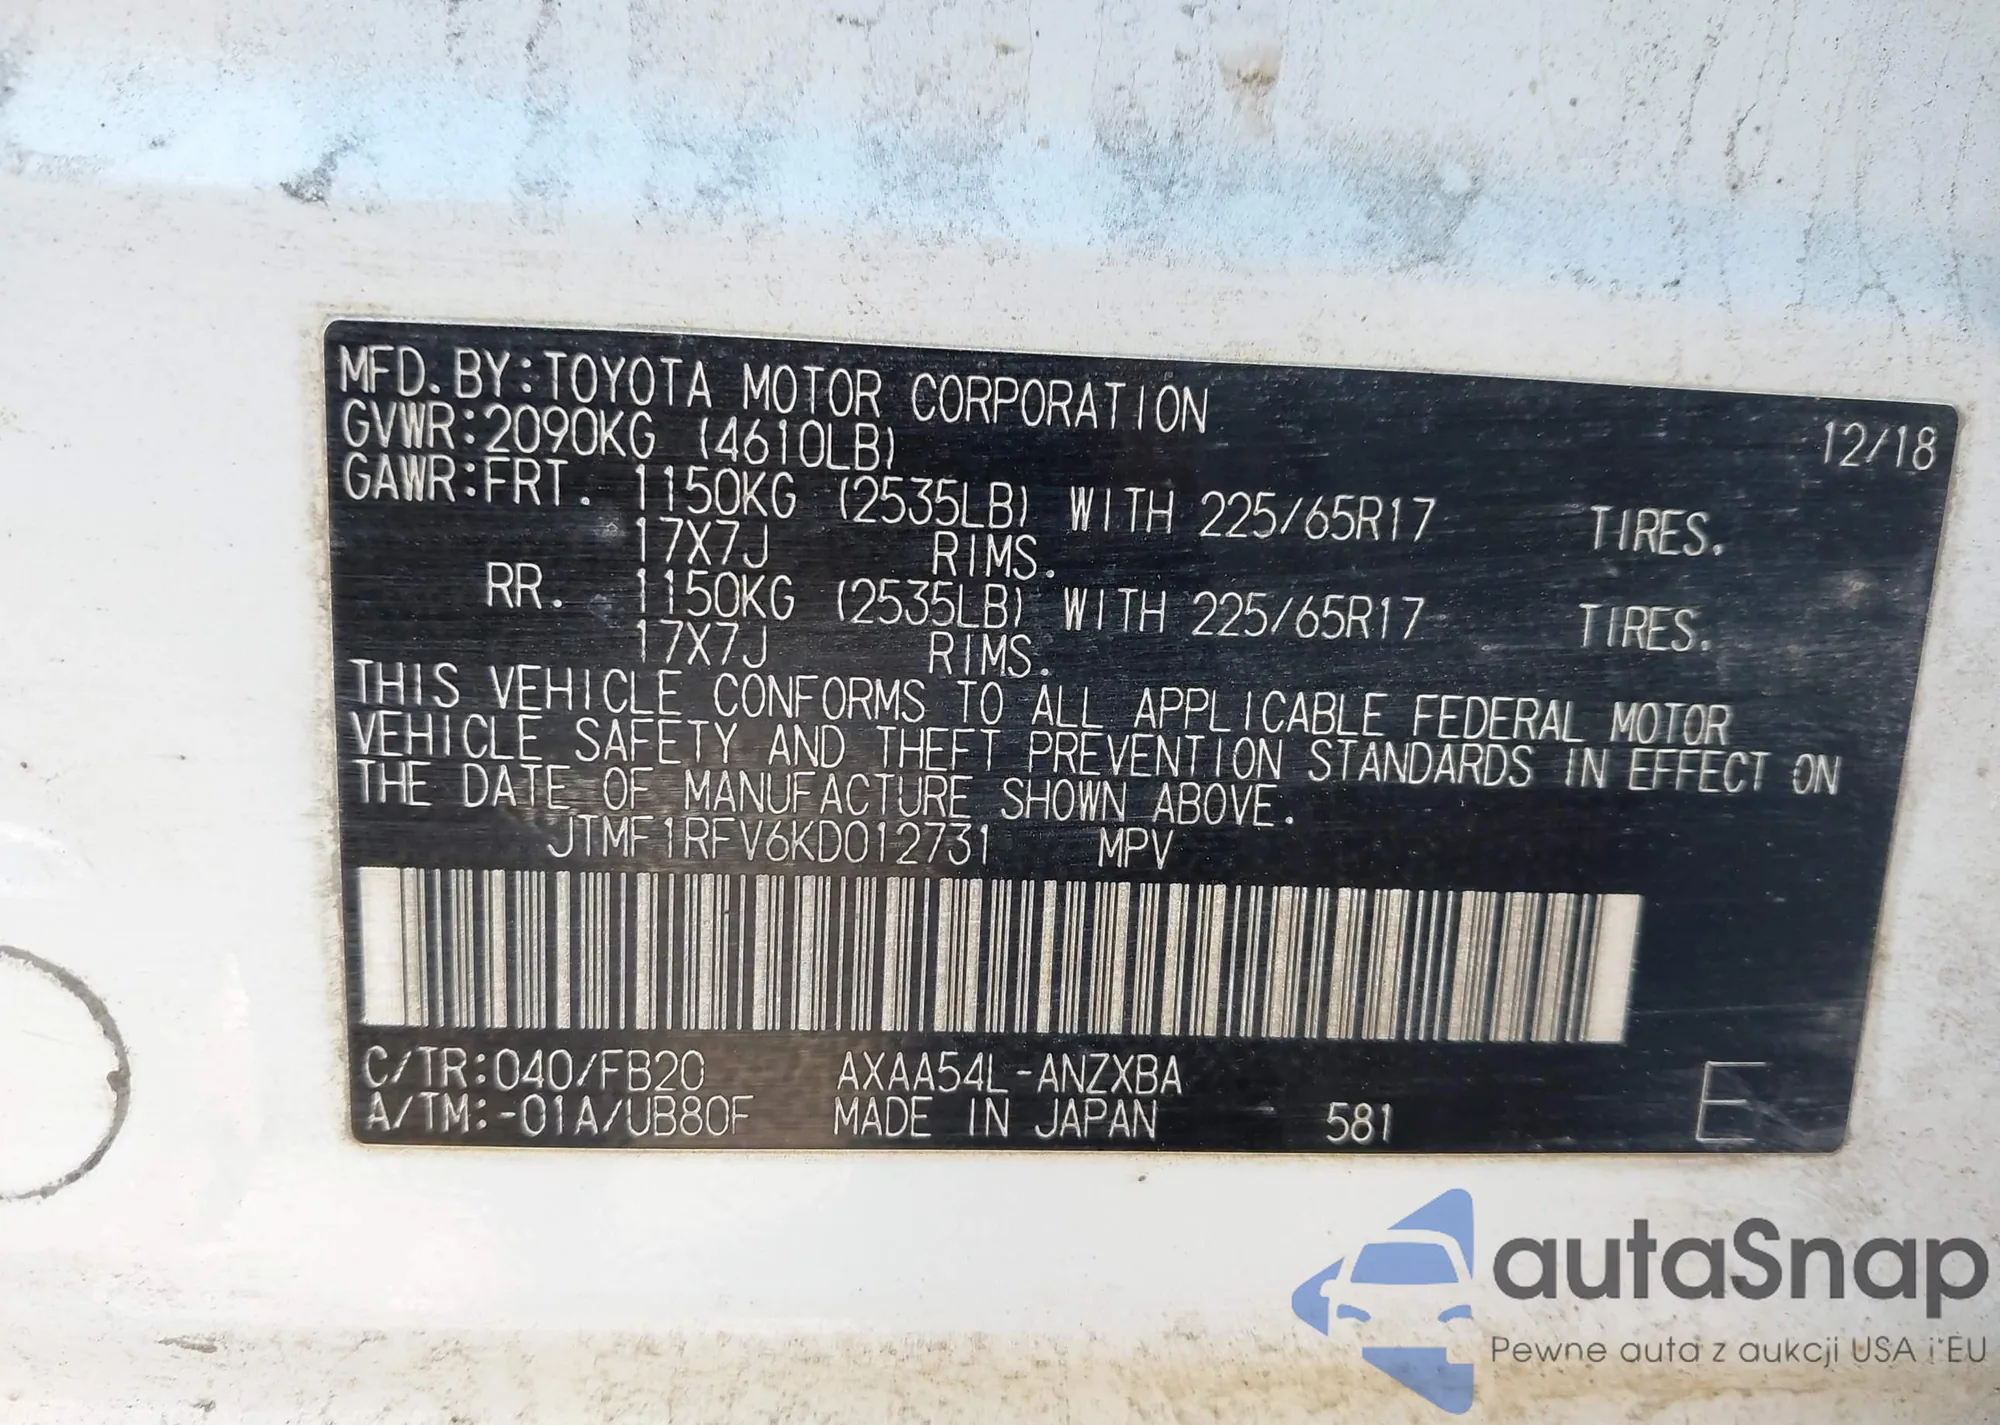 MFD. BY:TOYOTA MOTOR CORPORATION 12/18
GVWR:2090KG (4610LB)
GAWR:FRT. 1150KG (2535LB) WITH 225/65R17 TIRES.
17X7J RIMS.
RR. 1150KG (2535LB) WITH 225/65R17 TIRES.
17X7J RIMS.
THIS VEHICLE CONFORMS TO ALL APPLICABLE FEDERAL MOTOR
VEHICLE SAFETY AND THEFT PREVENTION STANDARDS IN EFFECT ON
THE DATE OF MANUFACTURE SHOWN ABOVE.
JTMF1RFV6KD012731 MPV
C/TR:040/FB20 AXAA54L-ANZXBA
A/TM:-01A/UB80F MADE IN JAPAN 581 E
autaSnap
Pewne auta z aukcji USA i EU